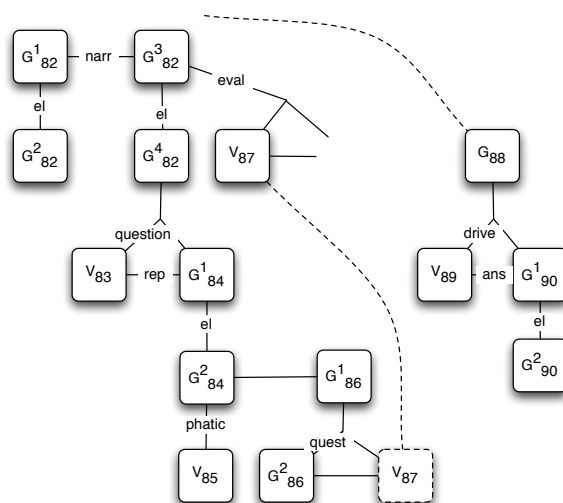 G¹₈₂ narr G³₈₂
eval
el el
G²₈₂ G⁴₈₂ V₈₇ G₈₈
question drive
V₈₃ rep G¹₈₄ V₈₉ ans G¹₉₀
el el
G²₈₄ G¹₈₆ G²₉₀
phatic quest
V₈₅ G²₈₆ V₈₇